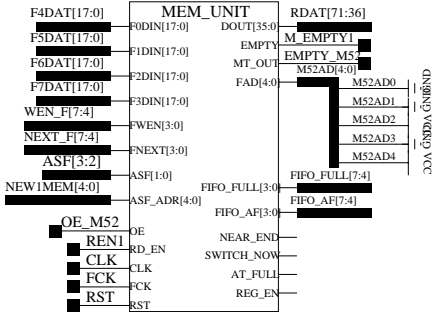 MEM_UNIT
F4DAT[17:0]
F5DAT[17:0]
F6DAT[17:0]
F7DAT[17:0]
WEN_F[7:4]
NEXT_F[7:4]
ASF[3:2]
NEW1MEM[4:0]
OE_M52
REN1
CLK
FCK
RST
F0DIN[17:0]
F1DIN[17:0]
F2DIN[17:0]
F3DIN[17:0]
FWEN[3:0]
FNEXT[3:0]
ASF[1:0]
ASF_ADR[4:0]
OE
RD_EN
CLK
FCK
RST
DOUT[35:0]
EMPTY
MT_OUT
FAD[4:0]
FIFO_FULL[3:0]
FIFO_AF[3:0]
NEAR_END
SWITCH_NOW
AT_FULL
REG_EN
RDAT[71:36]
M_EMPTY1
EMPTY_M52
M52AD[4:0]
M52AD0
M52AD1
M52AD2
M52AD3
M52AD4
FIFO_FULL[7:4]
FIFO_AF[7:4]
GND
GND
VCC
GND
VCC